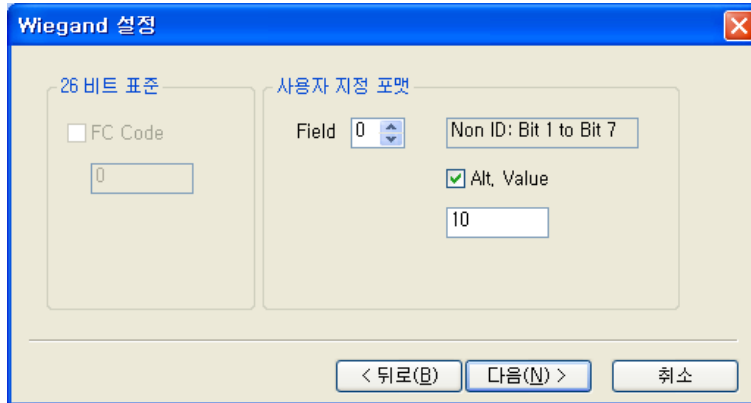 Wiegand 설정
26 비트 표준
FC Code
0
사용자 지정 포맷
Field 0 Non ID: Bit 1 to Bit 7
Alt. Value
10
< 뒤로(B) 다음(N) > 취소